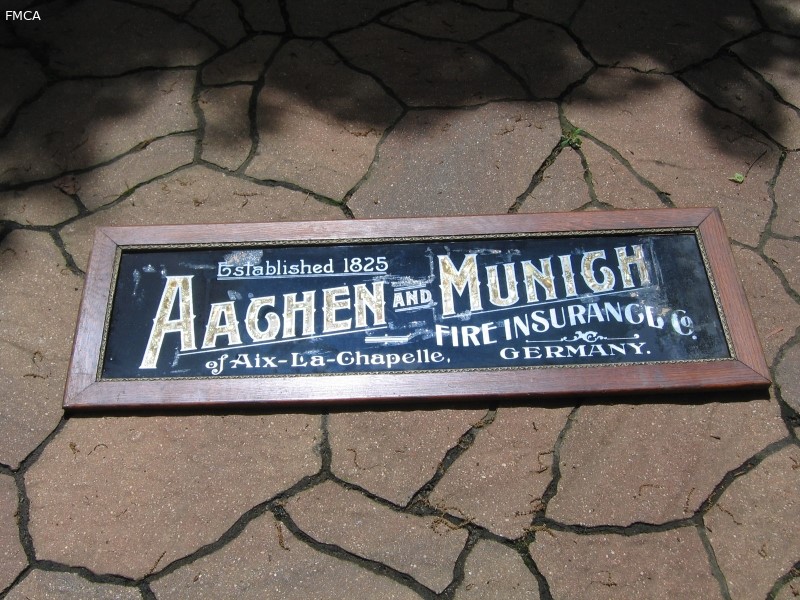 FMCA
Established 1825
AACHEN AND MUNICH
FIRE INSURANCE Co.
of Aix-La-Chapelle, GERMANY.